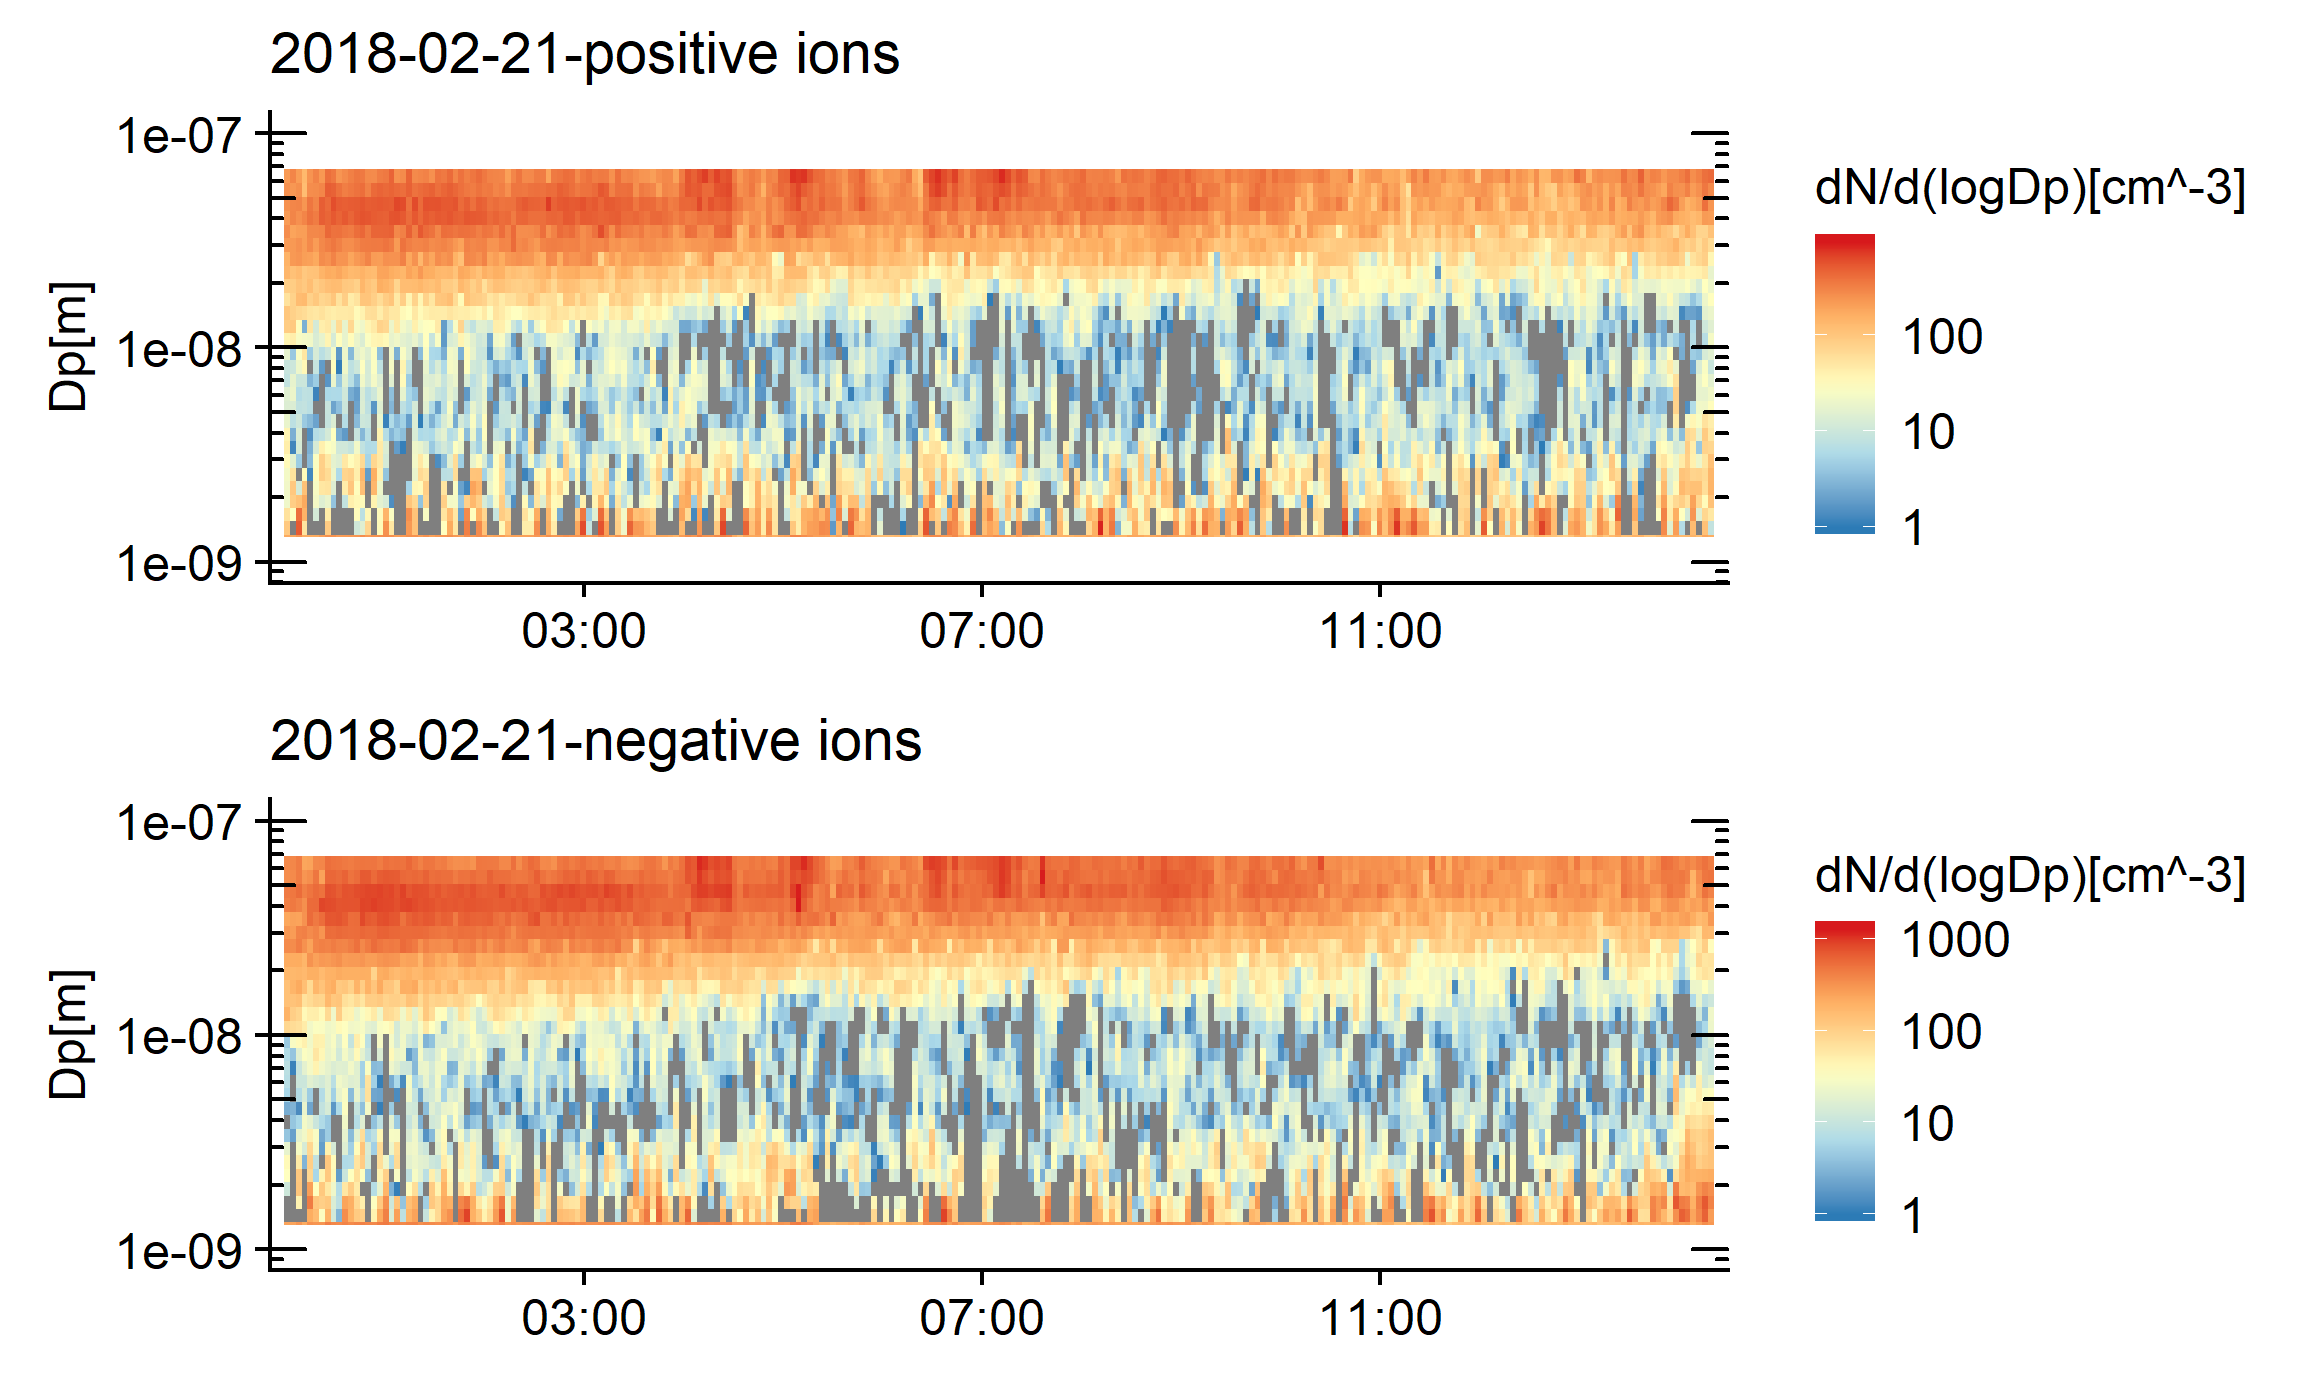 2018-02-21-positive ions
1e-07
1e-08
1e-09
Dp[m]
03:00
07:00
11:00
dN/d(logDp)[cm^-3]
100
10
1
2018-02-21-negative ions
1e-07
1e-08
1e-09
Dp[m]
03:00
07:00
11:00
dN/d(logDp)[cm^-3]
1000
100
10
1